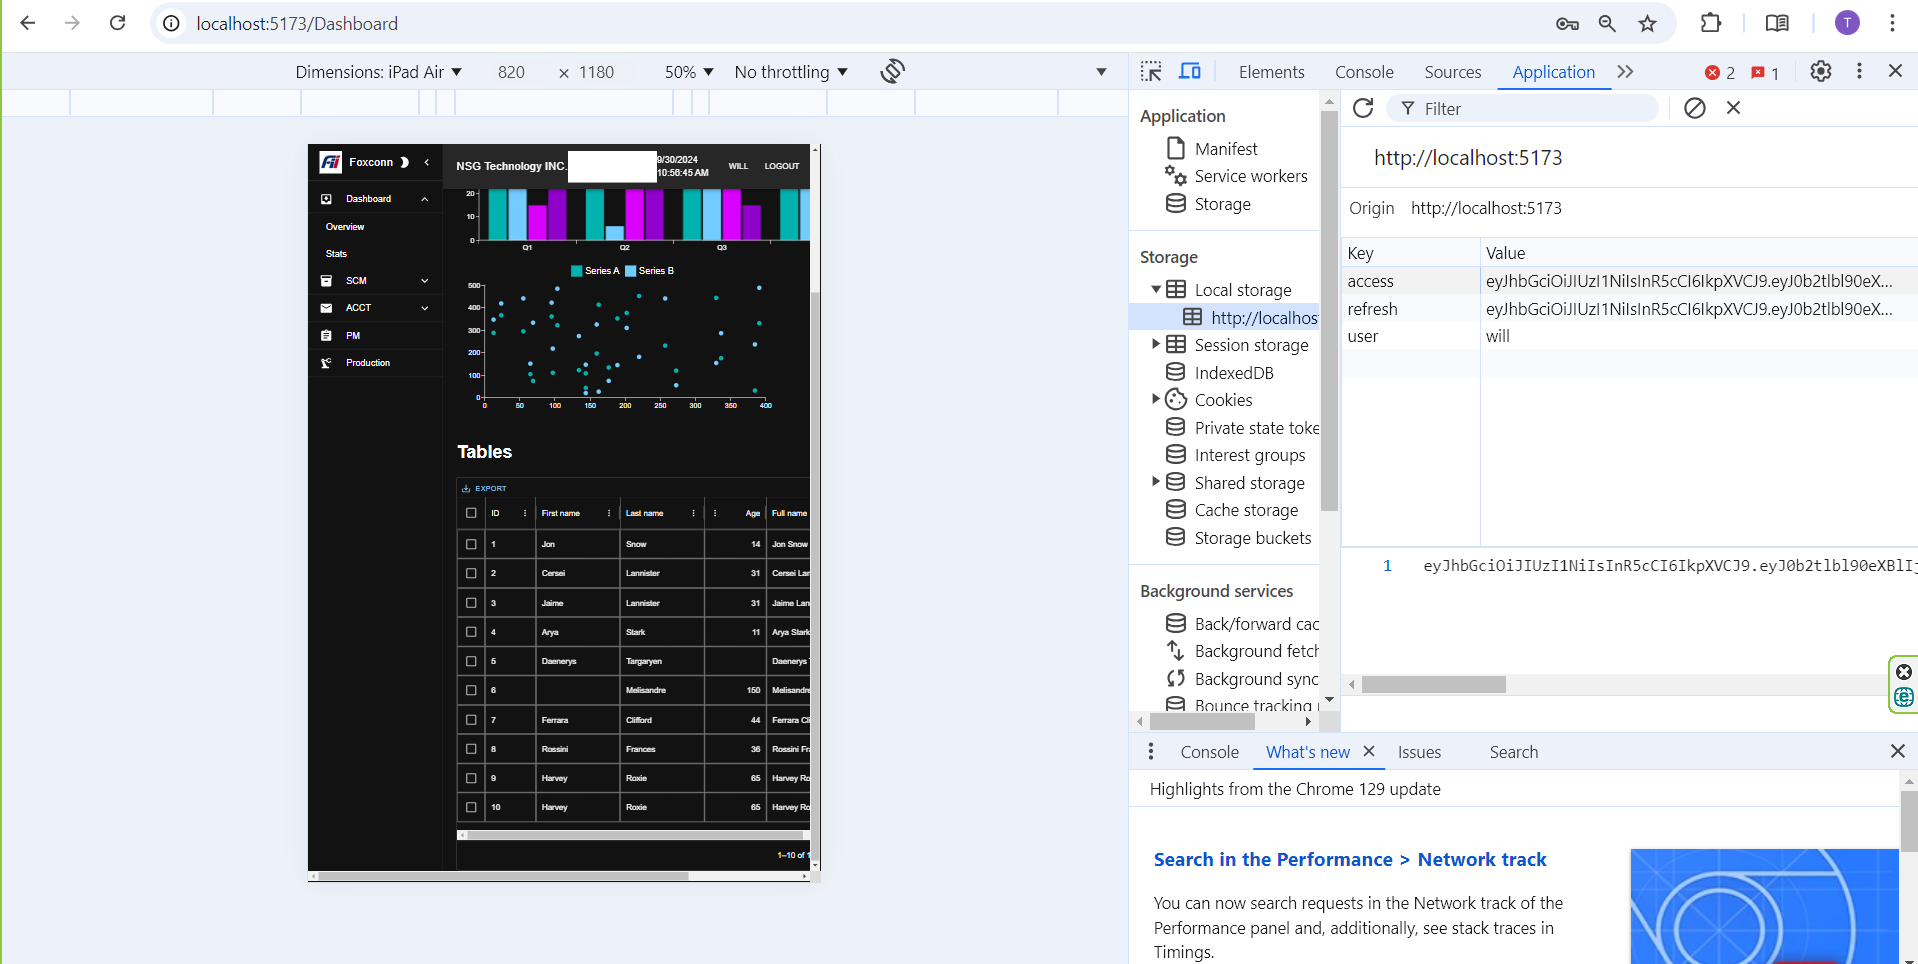 localhost:5173/Dashboard
T
Dimensions: iPad Air ▼ 820 × 1180 50% ▼ No throttling ▼
Elements Console Sources Application 2 1
Application
Manifest
Service workers
Storage
Storage
Local storage
http://localhos
Session storage
IndexedDB
Cookies
Private state toke
Interest groups
Shared storage
Cache storage
Storage buckets
Background services
Back/forward cac
Background fetch
Background sync
Bounce tracking
Filter
http://localhost:5173
Origin http://localhost:5173
Key Value
access eyJhbGciOiJIUzI1NiIsInR5cCI6IkpXVCJ9.eyJ0b2tlbl90eX...
refresh eyJhbGciOiJIUzI1NiIsInR5cCI6IkpXVCJ9.eyJ0b2tlbl90eX...
user will
1 eyJhbGciOiJIUzI1NiIsInR5cCI6IkpXVCJ9.eyJ0b2tlbl90eXBlIj
Console What's new Issues Search
Highlights from the Chrome 129 update
Search in the Performance > Network track
You can now search requests in the Network track of the
Performance panel and, additionally, see stack traces in
Timings.
Fii Foxconn
Dashboard
Overview
Stats
SCM
ACCT
PM
Production
NSG Technology INC.
9/30/2024
10:56:45 AM
WILL LOGOUT
20
10
0
Q1 Q2 Q3
Series A Series B
500
400
300
200
100
0
0 50 100 150 200 250 300 350 400
Tables
EXPORT
ID First name Last name Age Full name
1 Jon Snow 14 Jon Snow
2 Cersei Lannister 31 Cersei Lan
3 Jaime Lannister 31 Jaime Lan
4 Arya Stark 11 Arya Stark
5 Daenerys Targaryen Daenerys
6 Melisandre 150 Melisandre
7 Ferrara Clifford 44 Ferrara Cli
8 Rossini Frances 36 Rossini Fr
9 Harvey Roxie 65 Harvey Ro
10 Harvey Roxie 65 Harvey Ro
1–10 of 1